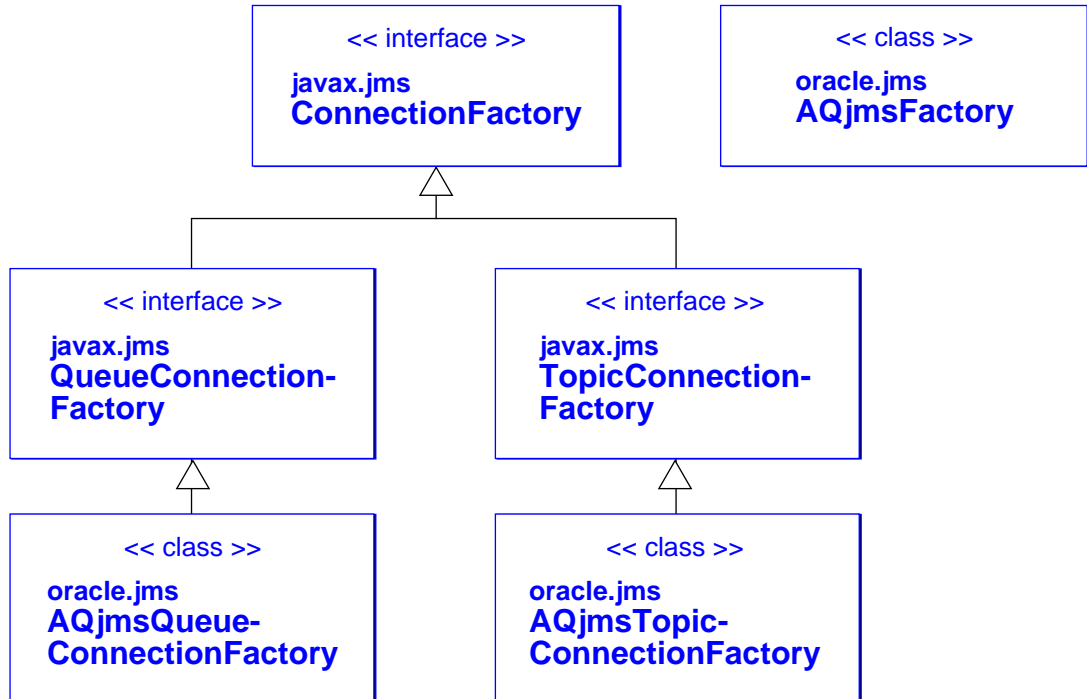 << interface >>
javax.jms
ConnectionFactory
<< class >>
oracle.jms
AQjmsFactory
<< interface >>
javax.jms
QueueConnection-
Factory
<< interface >>
javax.jms
TopicConnection-
Factory
<< class >>
oracle.jms
AQjmsQueue-
ConnectionFactory
<< class >>
oracle.jms
AQjmsTopic-
ConnectionFactory